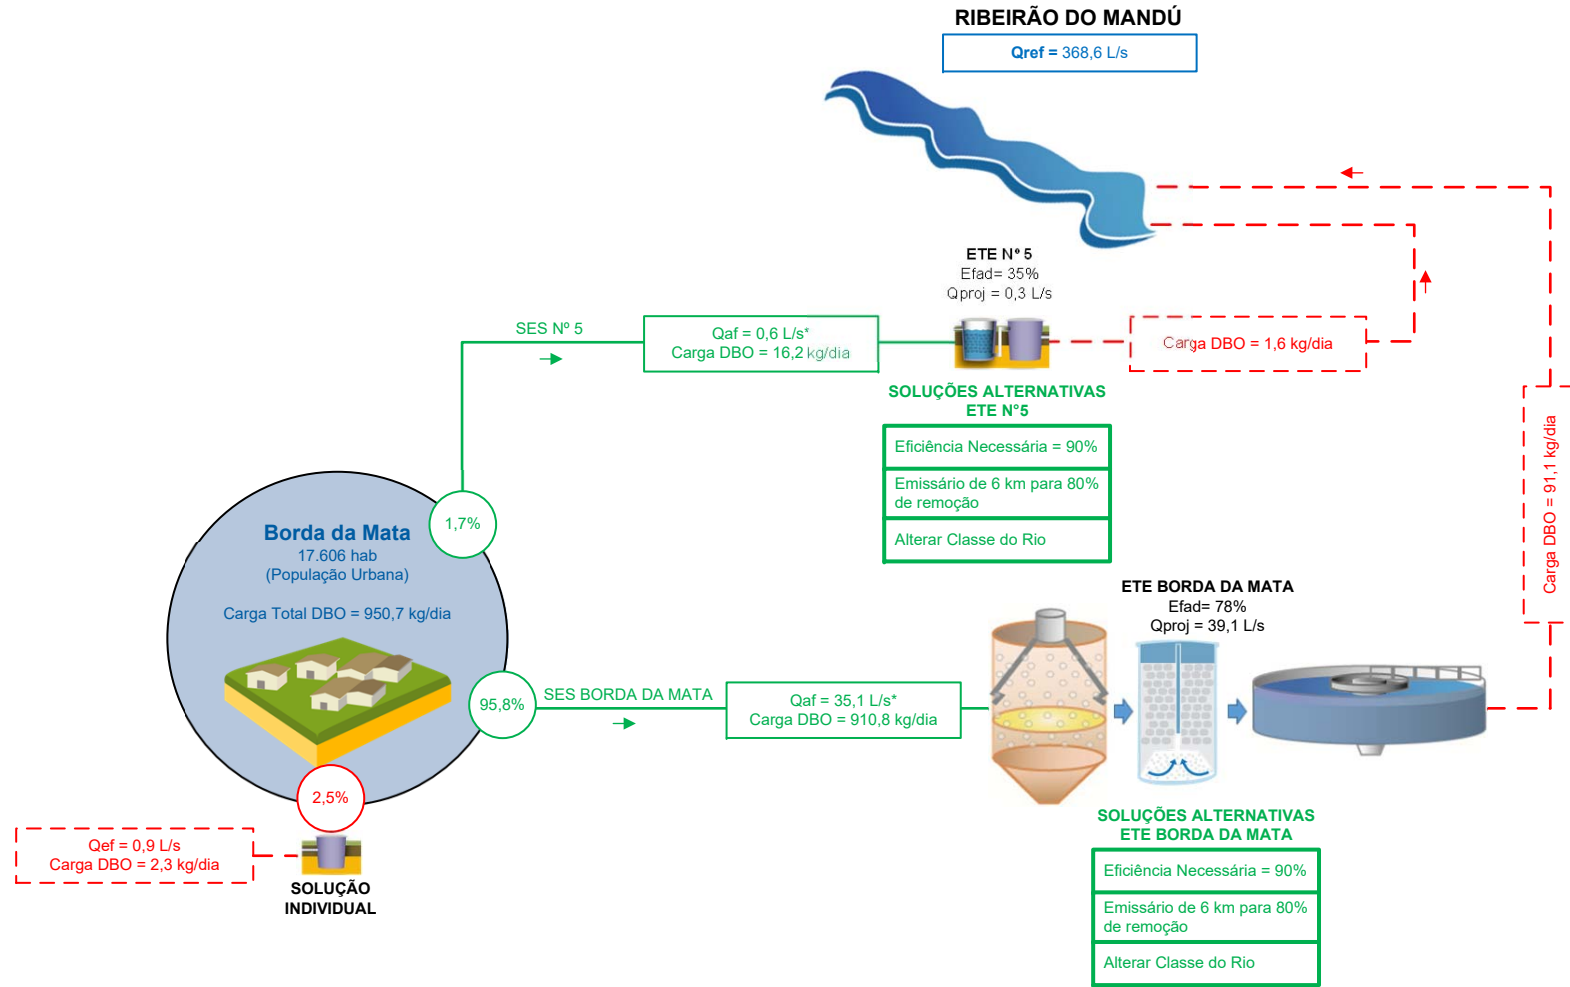 RIBEIRÃO DO MANDÚ
Qref = 368,6 L/s
ETE N° 5
Efad= 35%
Qproj = 0,3 L/s
SES Nº 5
Qaf = 0,6 L/s*
Carga DBO = 16,2 kg/dia
Carga DBO = 1,6 kg/dia
SOLUÇÕES ALTERNATIVAS
ETE N°5
Eficiência Necessária = 90%
Emissário de 6 km para 80%
de remoção
Alterar Classe do Rio
Carga DBO = 91,1 kg/dia
1,7%
Borda da Mata
17.606 hab
(População Urbana)
Carga Total DBO = 950,7 kg/dia
ETE BORDA DA MATA
Efad= 78%
Qproj = 39,1 L/s
95,8%
SES BORDA DA MATA
Qaf = 35,1 L/s*
Carga DBO = 910,8 kg/dia
2,5%
Qef = 0,9 L/s
Carga DBO = 2,3 kg/dia
SOLUÇÃO
INDIVIDUAL
SOLUÇÕES ALTERNATIVAS
ETE BORDA DA MATA
Eficiência Necessária = 90%
Emissário de 6 km para 80%
de remoção
Alterar Classe do Rio